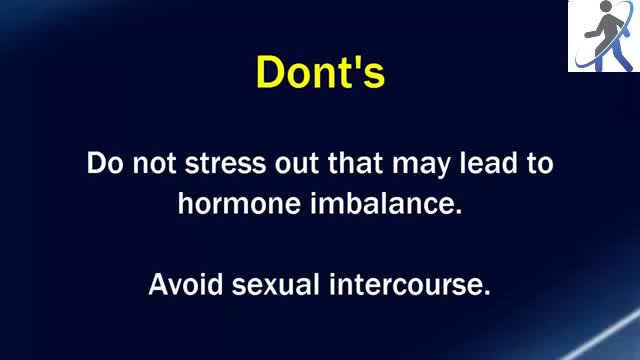 Dont's
Do not stress out that may lead to
hormone imbalance.
Avoid sexual intercourse.